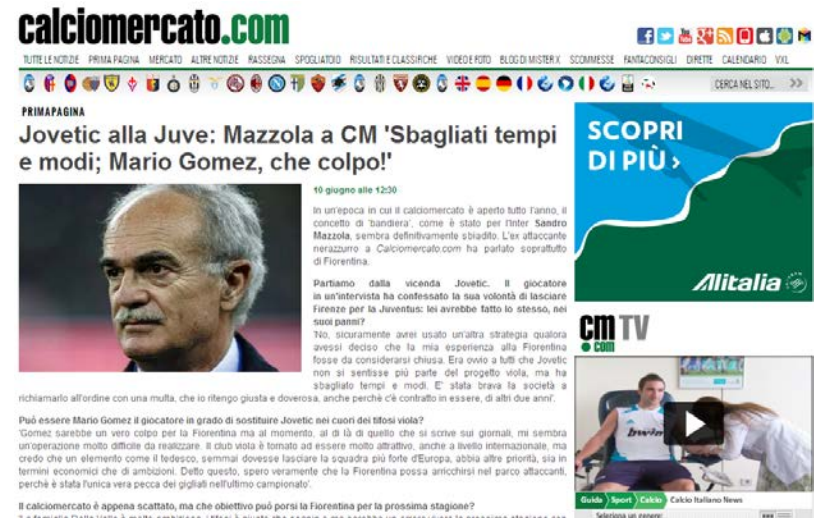 calciomercato.com
TUTTE LE NOTIZIE PRIMA PAGINA MERCATO ALTRE NOTIZIE RASSEGNA SPOGLIATOIO RISULTATI E CLASSIFICHE VIDEO E FOTO BLOG DI MISTER X SCOMMESSE FANTACONSIGLI DIRETTE CALENDARIO VXL
CERCA NEL SITO... >>
PRIMAPAGINA
Jovetic alla Juve: Mazzola a CM 'Sbagliati tempi
e modi; Mario Gomez, che colpo!'
10 giugno alle 12:30
In un'epoca in cui il calciomercato è aperto tutto l'anno, il
concetto di 'bandiera', come è stato per l'Inter Sandro
Mazzola, sembra definitivamente sbiadito. L'ex attaccante
nerazzurro a Calciomercato.com ha parlato soprattutto
di Fiorentina.
Partiamo dalla vicenda Jovetic. Il giocatore
in un'intervista ha confessato la sua volontà di lasciare
Firenze per la Juventus: lei avrebbe fatto lo stesso, nei
suoi panni?
'No, sicuramente avrei usato un'altra strategia qualora
avessi deciso che la mia esperienza alla Fiorentina
fosse da considerarsi chiusa. Era ovvio a tutti che Jovetic
non si sentisse più parte del progetto viola, ma ha
sbagliato tempi e modi. E' stata brava la società a
richiamarlo all'ordine con una multa, che io ritengo giusta e doverosa, anche perchè c'è contratto in essere, di altri due anni'.
Può essere Mario Gomez il giocatore in grado di sostituire Jovetic nei cuori dei tifosi viola?
'Gomez sarebbe un vero colpo per la Fiorentina ma al momento, al di là di quello che si scrive sui giornali, mi sembra
un'operazione molto difficile da realizzare. Il club viola è tornato ad essere molto attrattivo, anche a livello internazionale, ma
credo che un elemento come il tedesco, semmai dovesse lasciare la squadra più forte d'Europa, abbia altre priorità, sia in
termini economici che di ambizioni. Detto questo, spero veramente che la Fiorentina possa arricchirsi nel parco attaccanti,
perchè è stata l'unica vera pecca dei gigliati nell'ultimo campionato'.
Il calciomercato è appena scattato, ma che obiettivo può porsi la Fiorentina per la prossima stagione?
SCOPRI
DI PIÙ >
Alitalia
cm TV
.COM
bwin
Guida Sport Calcio Calcio Italiano News
Seleziona un genere: